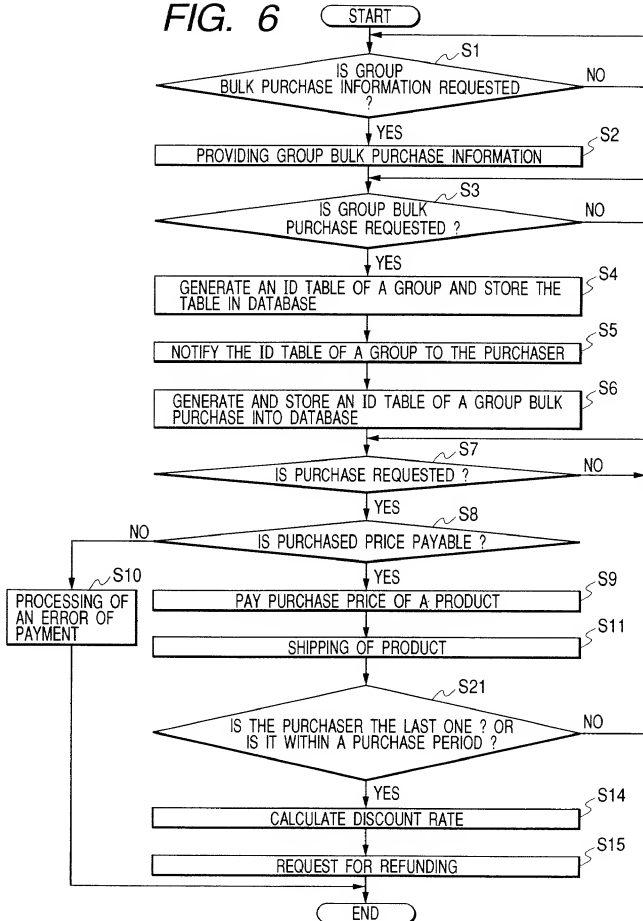 FIG. 6
START
S1
IS GROUP
BULK PURCHASE INFORMATION REQUESTED
?
NO
YES
S2
PROVIDING GROUP BULK PURCHASE INFORMATION
S3
IS GROUP BULK
PURCHASE REQUESTED ?
NO
YES
S4
GENERATE AN ID TABLE OF A GROUP AND STORE THE
TABLE IN DATABASE
S5
NOTIFY THE ID TABLE OF A GROUP TO THE PURCHASER
S6
GENERATE AND STORE AN ID TABLE OF A GROUP BULK
PURCHASE INTO DATABASE
S7
IS PURCHASE REQUESTED ?
NO
YES
S8
IS PURCHASED PRICE PAYABLE ?
NO
YES
S10
PROCESSING OF
AN ERROR OF
PAYMENT
S9
PAY PURCHASE PRICE OF A PRODUCT
S11
SHIPPING OF PRODUCT
S21
IS THE PURCHASER THE LAST ONE ? OR
IS IT WITHIN A PURCHASE PERIOD ?
NO
YES
S14
CALCULATE DISCOUNT RATE
S15
REQUEST FOR REFUNDING
END